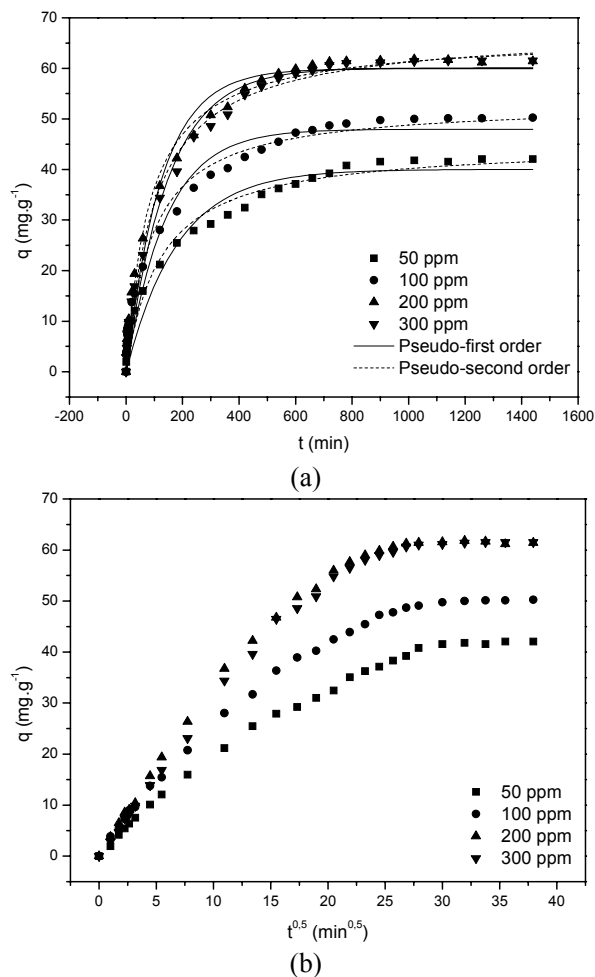 70
60
50
40
30
20
10
0
q (mg.g-1)
50 ppm
100 ppm
200 ppm
300 ppm
Pseudo-first order
Pseudo-second order
-200 0 200 400 600 800 1000 1200 1400 1600
t (min)
(a)
70
60
50
40
30
20
10
0
q (mg.g-1)
50 ppm
100 ppm
200 ppm
300 ppm
0 5 10 15 20 25 30 35 40
t0,5 (min0,5)
(b)